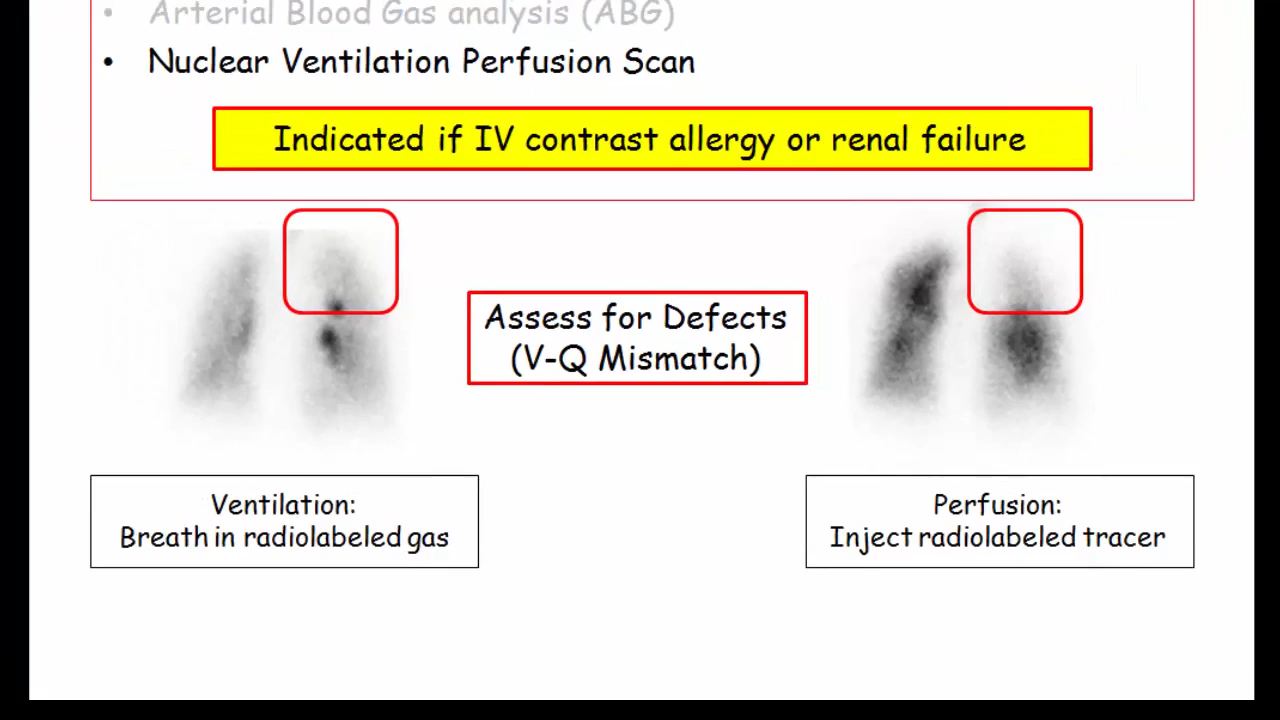 • Arterial Blood Gas analysis (ABG)
• Nuclear Ventilation Perfusion Scan
Indicated if IV contrast allergy or renal failure
Assess for Defects
(V-Q Mismatch)
Ventilation:
Breath in radiolabeled gas
Perfusion:
Inject radiolabeled tracer